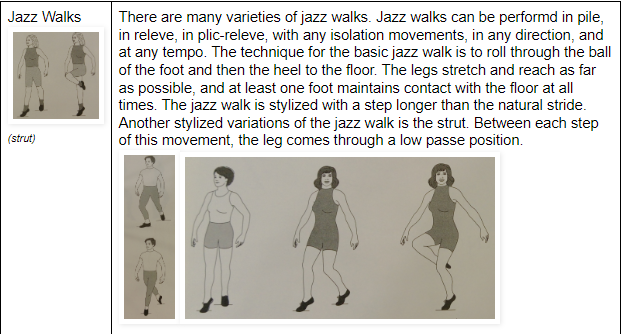 Jazz Walks
(strut)
There are many varieties of jazz walks. Jazz walks can be performd in pile,
in releve, in plic-releve, with any isolation movements, in any direction, and
at any tempo. The technique for the basic jazz walk is to roll through the ball
of the foot and then the heel to the floor. The legs stretch and reach as far
as possible, and at least one foot maintains contact with the floor at all
times. The jazz walk is stylized with a step longer than the natural stride.
Another stylized variations of the jazz walk is the strut. Between each step
of this movement, the leg comes through a low passe position.